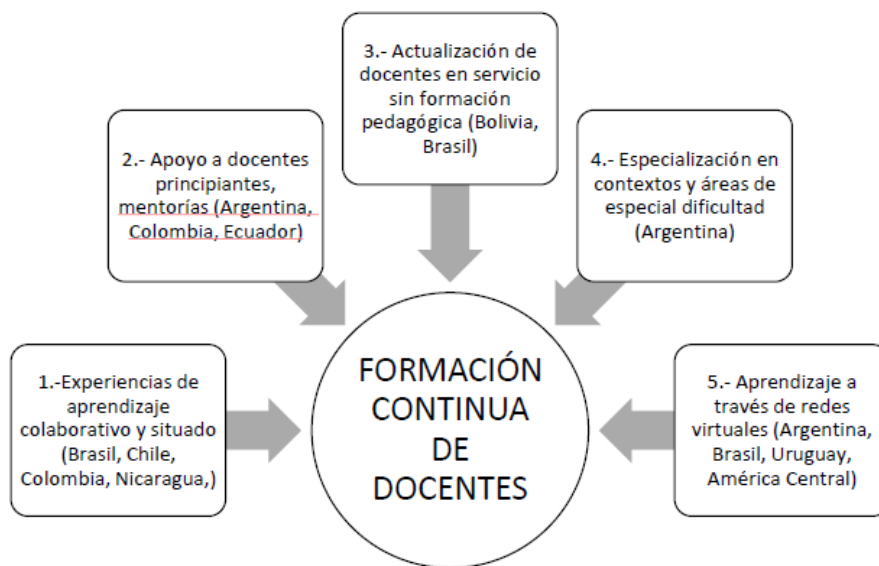 1.-Experiencias de
aprendizaje
colaborativo y situado
(Brasil, Chile,
Colombia, Nicaragua,)
2.- Apoyo a docentes
principiantes,
mentorías (Argentina,
Colombia, Ecuador)
3.- Actualización de
docentes en servicio
sin formación
pedagógica (Bolivia,
Brasil)
4.- Especialización en
contextos y áreas de
especial dificultad
(Argentina)
5.- Aprendizaje a
través de redes
virtuales (Argentina,
Brasil, Uruguay,
América Central)
FORMACIÓN
CONTINUA
DE
DOCENTES